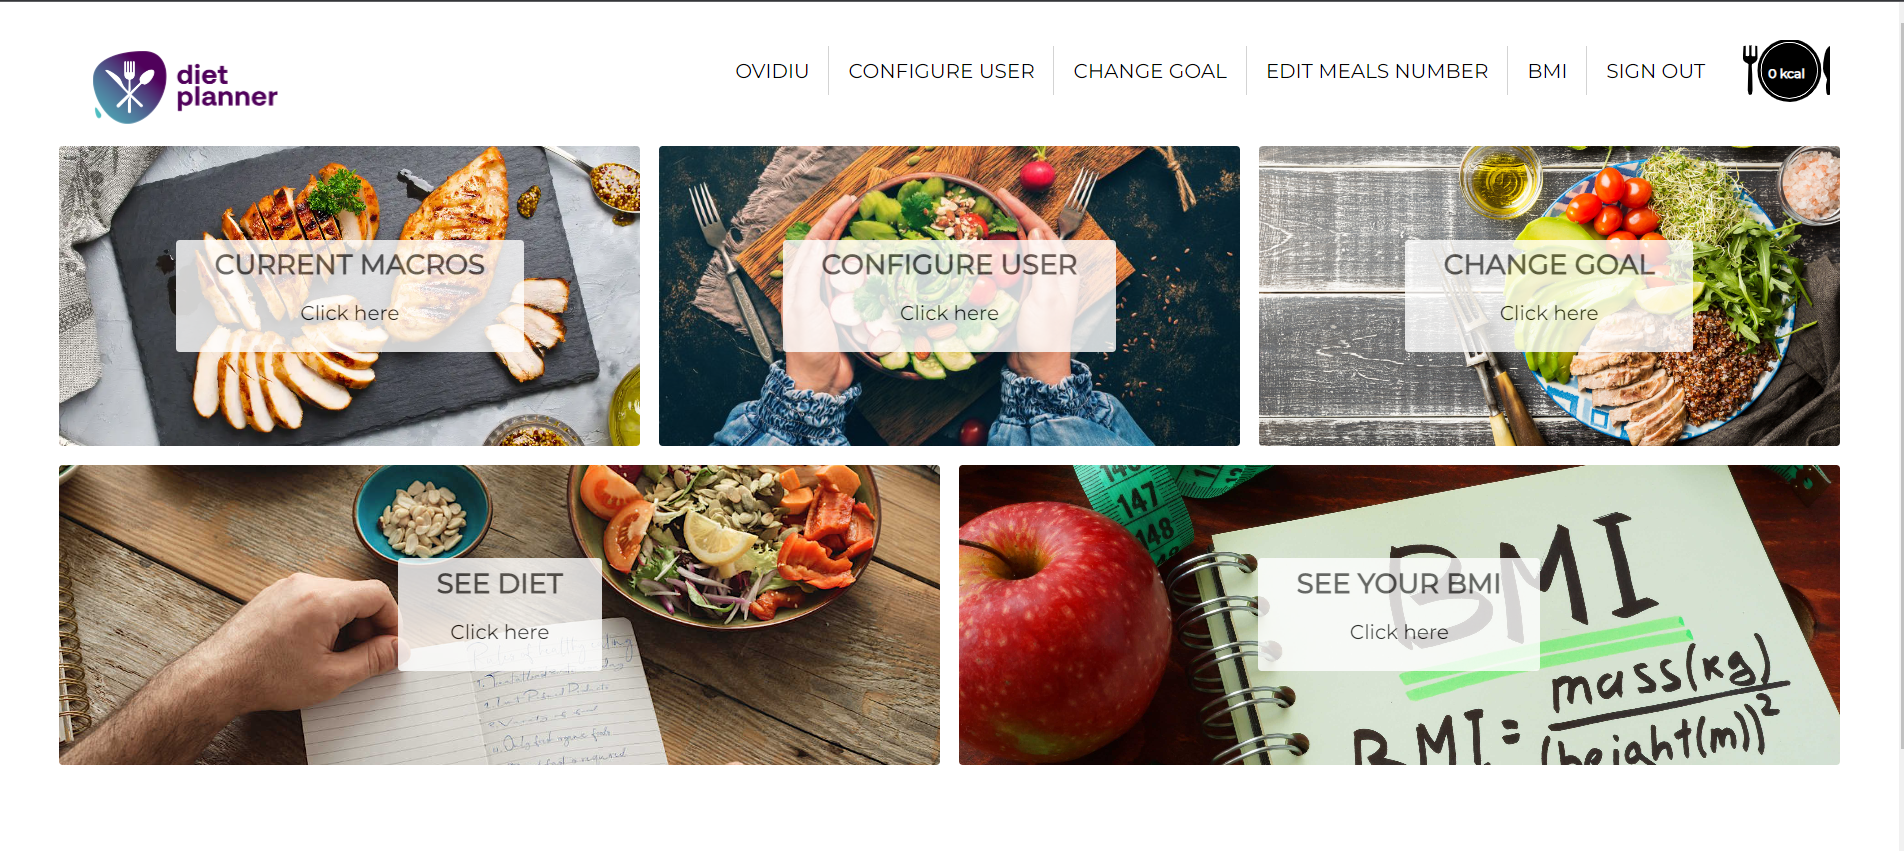 diet
planner
OVIDIU
CONFIGURE USER
CHANGE GOAL
EDIT MEALS NUMBER
BMI
SIGN OUT
0 kcal
CURRENT MACROS
Click here
CONFIGURE USER
Click here
CHANGE GOAL
Click here
SEE DIET
Click here
147
148
BMI
SEE YOUR BMI
Click here
mass(kg)
BMI =
(height(m))2